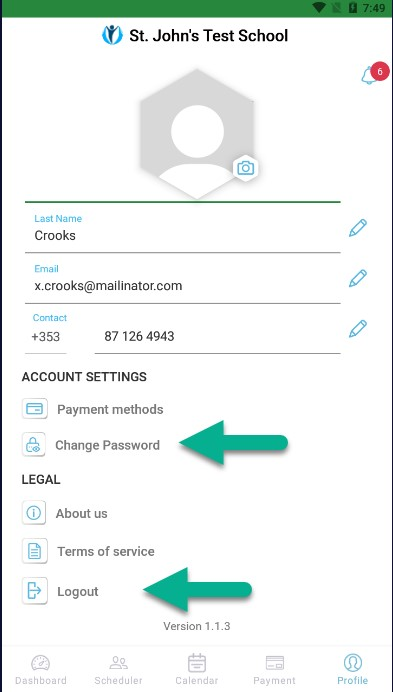 7:49
St. John's Test School
6
Last Name
Crooks
Email
x.crooks@mailinator.com
Contact
+353 87 126 4943
ACCOUNT SETTINGS
Payment methods
Change Password
LEGAL
About us
Terms of service
Logout
Version 1.1.3
Dashboard Scheduler Calendar Payment Profile